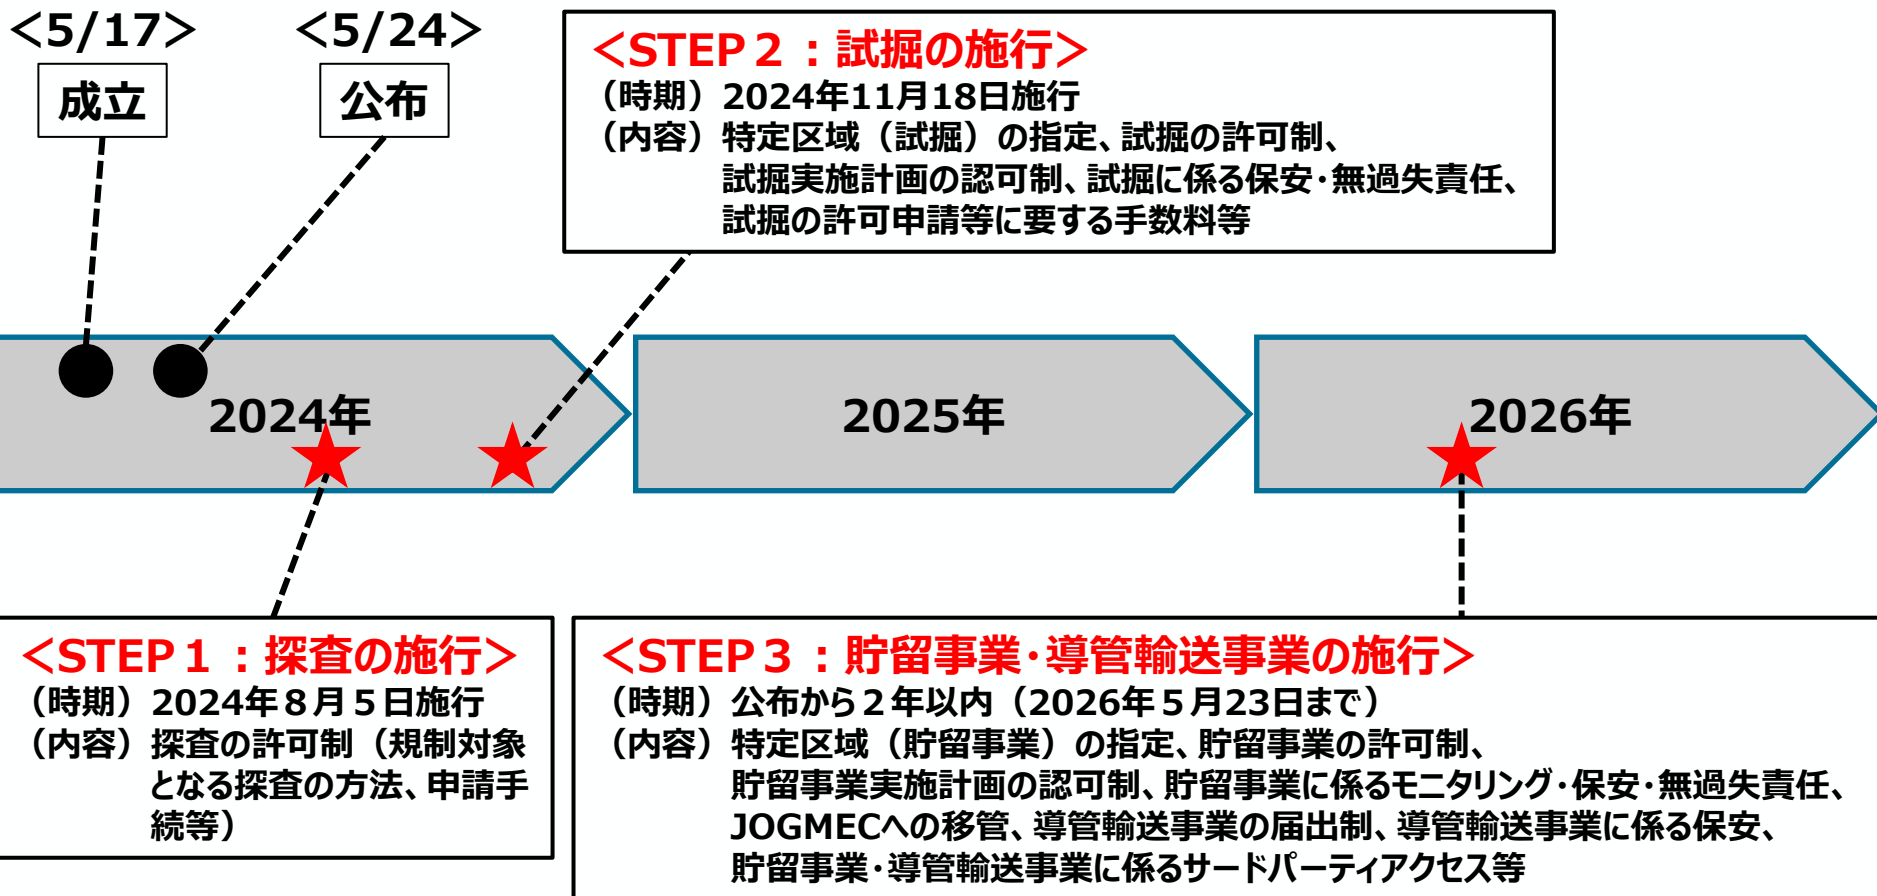 <5/17>
成立
<5/24>
公布
<STEP２：試掘の施行>
（時期）2024年11月18日施行
（内容）特定区域（試掘）の指定、試掘の許可制、
試掘実施計画の認可制、試掘に係る保安・無過失責任、
試掘の許可申請等に要する手数料等
2024年
2025年
2026年
<STEP１：探査の施行>
（時期）2024年８月５日施行
（内容）探査の許可制（規制対象
となる探査の方法、申請手
続等）
<STEP３：貯留事業・導管輸送事業の施行>
（時期）公布から２年以内（2026年５月23日まで）
（内容）特定区域（貯留事業）の指定、貯留事業の許可制、
貯留事業実施計画の認可制、貯留事業に係るモニタリング・保安・無過失責任、
JOGMECへの移管、導管輸送事業の届出制、導管輸送事業に係る保安、
貯留事業・導管輸送事業に係るサードパーティアクセス等